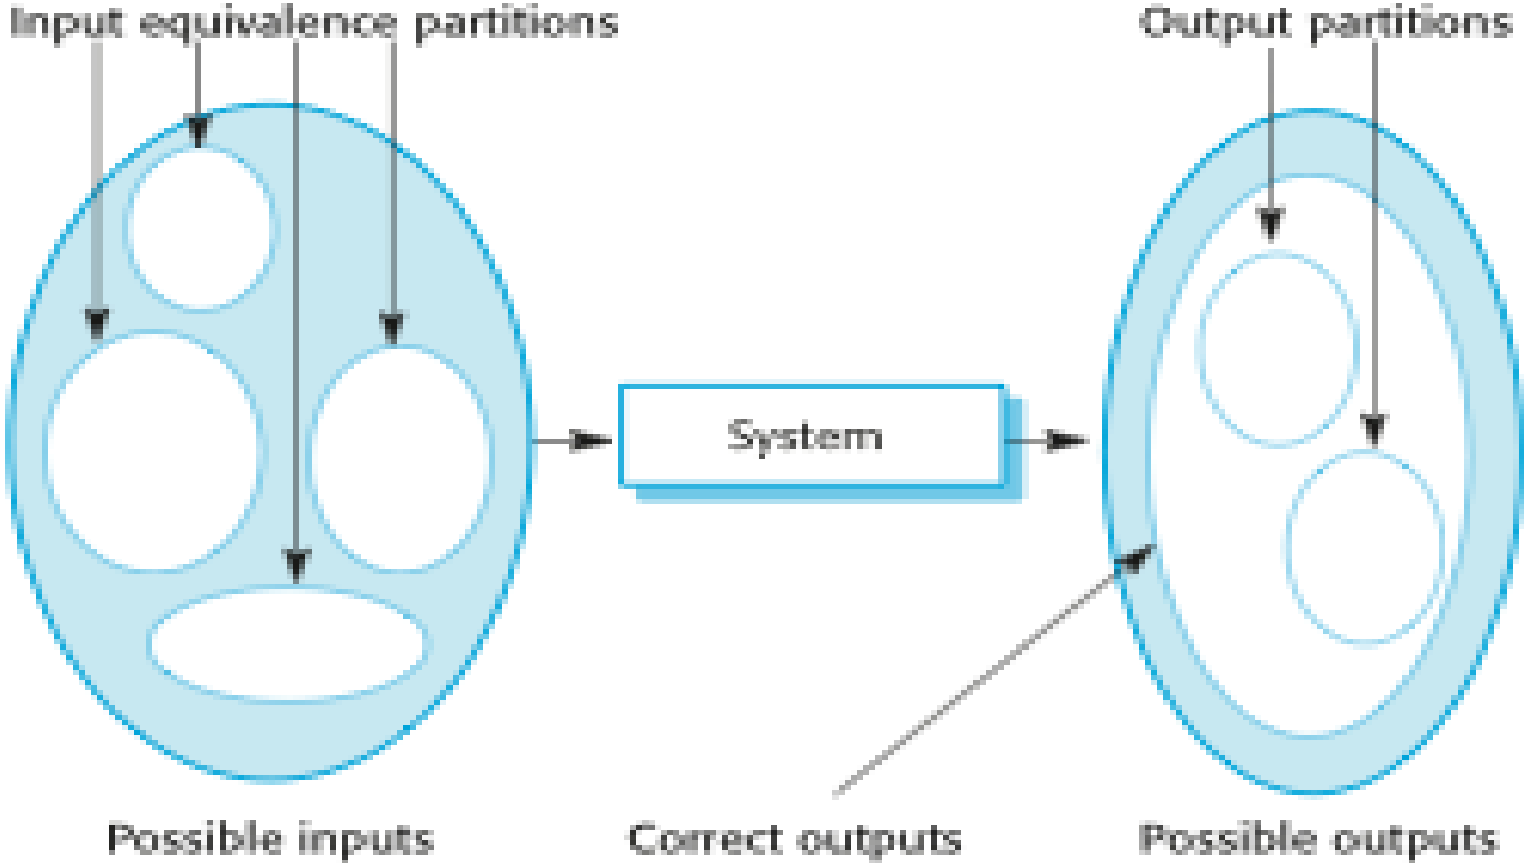 Input equivalence partitions
Output partitions
System
Possible inputs
Correct outputs
Possible outputs